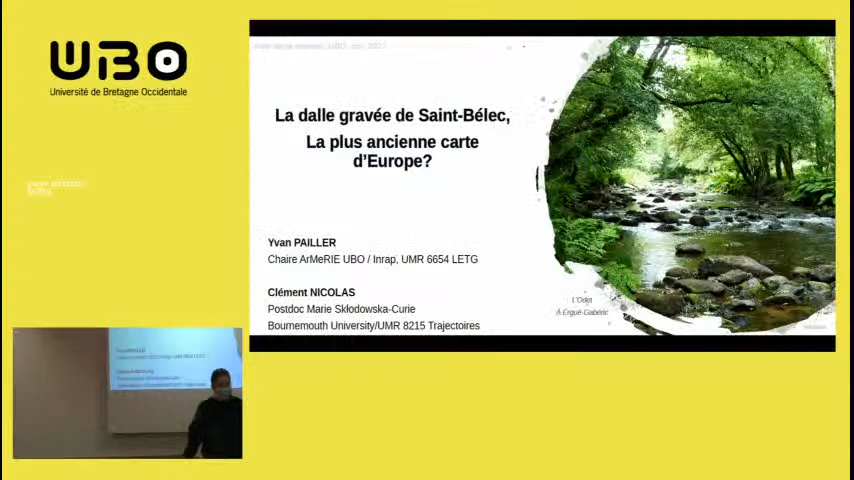 UBO
Université de Bretagne Occidentale
La dalle gravée de Saint-Bélec,
La plus ancienne carte
d'Europe?
Yvan PAILLER
Chaire ArMeRIE UBO / Inrap, UMR 6654 LETG
Clément NICOLAS
Postdoc Marie Skłodowska-Curie
Bournemouth University/UMR 8215 Trajectoires
L'Odet
À Ergué-Gabéric